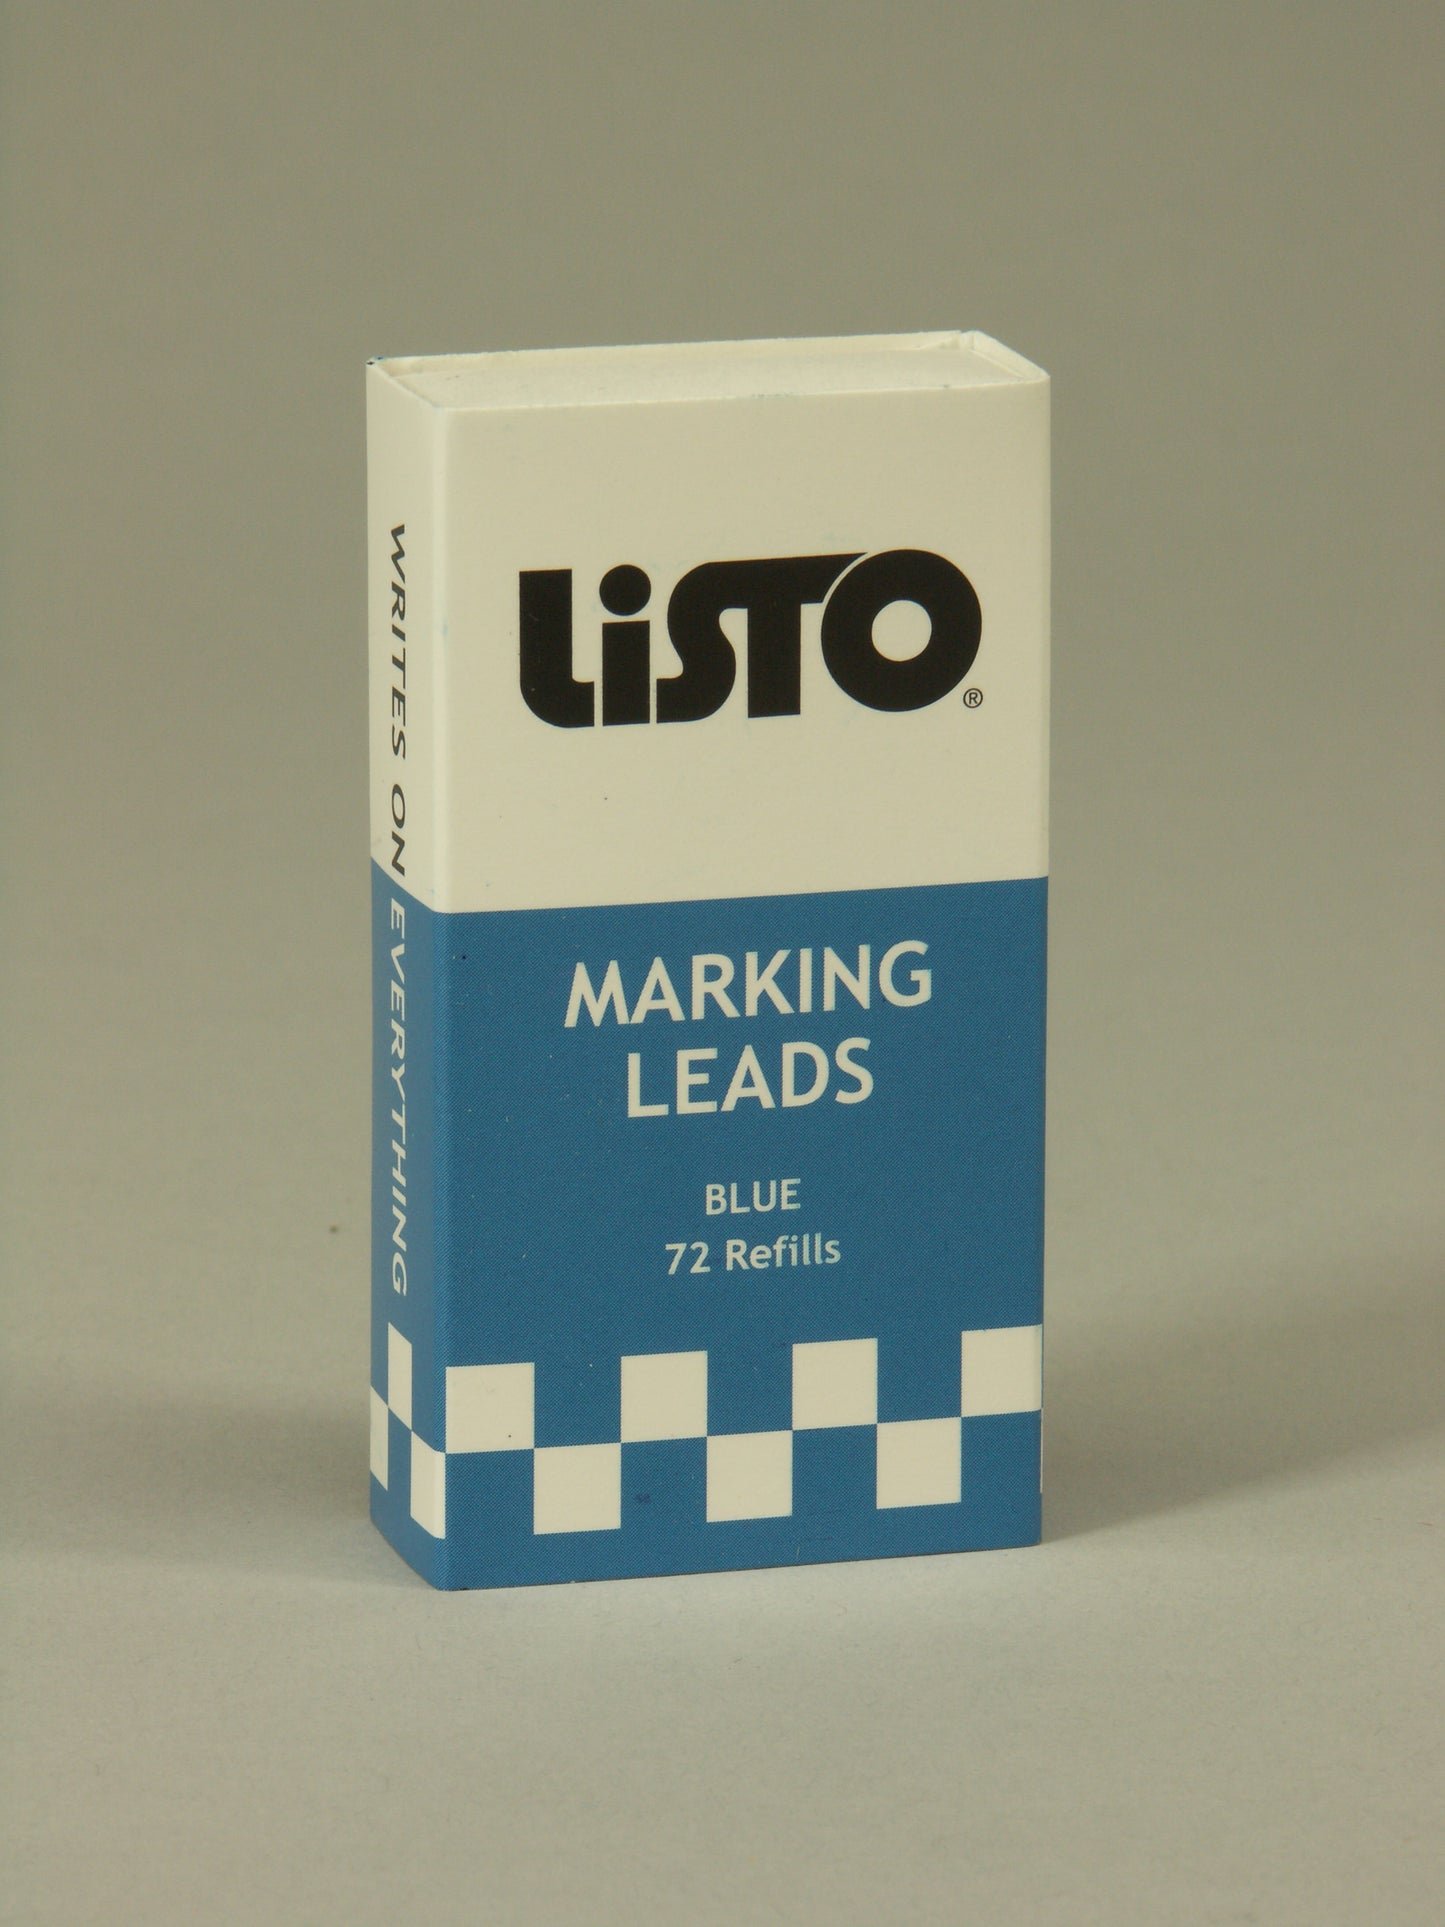 LiSTO®
MARKING
LEADS
BLUE
72 Refills
WRITES ON EVERYTHING